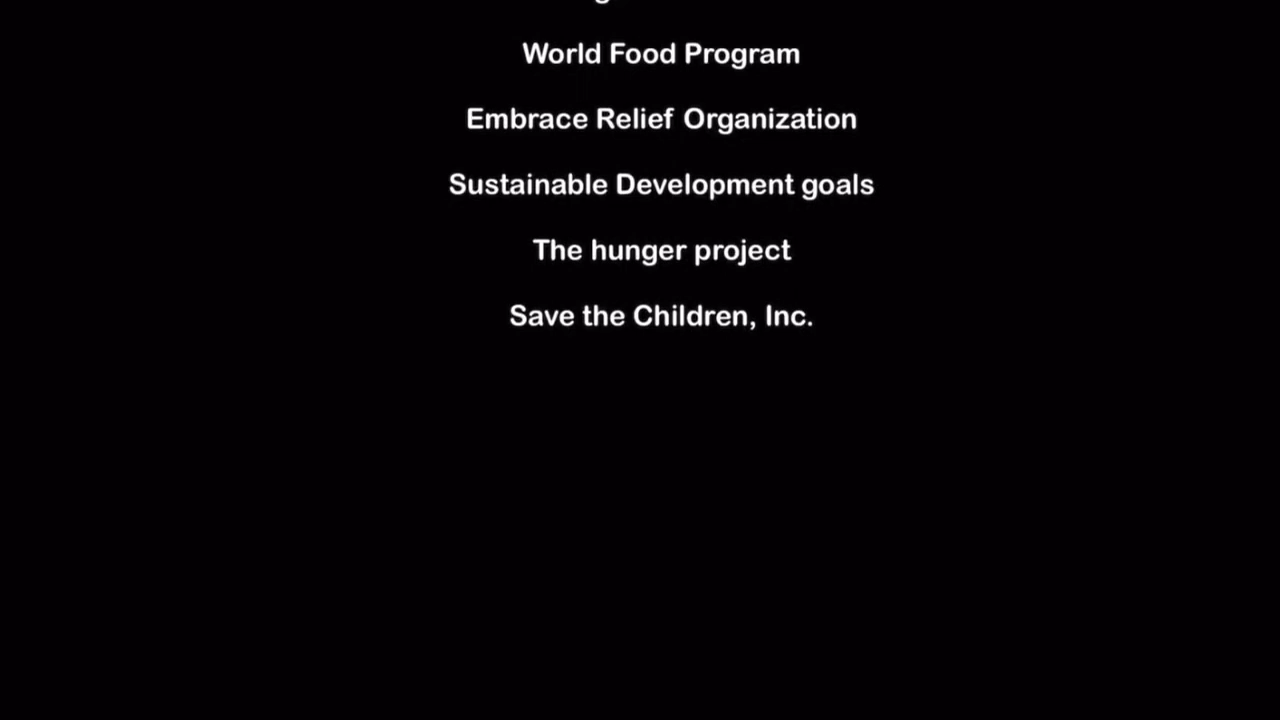 World Food Program
Embrace Relief Organization
Sustainable Development goals
The hunger project
Save the Children, Inc.